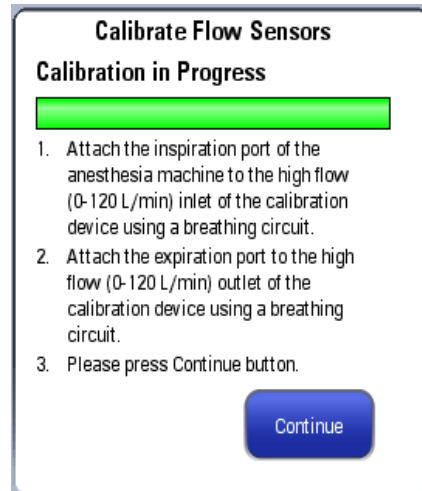 Calibrate Flow Sensors
Calibration in Progress
1. Attach the inspiration port of the
anesthesia machine to the high flow
(0-120 L/min) inlet of the calibration
device using a breathing circuit.
2. Attach the expiration port to the high
flow (0-120 L/min) outlet of the
calibration device using a breathing
circuit.
3. Please press Continue button.
Continue